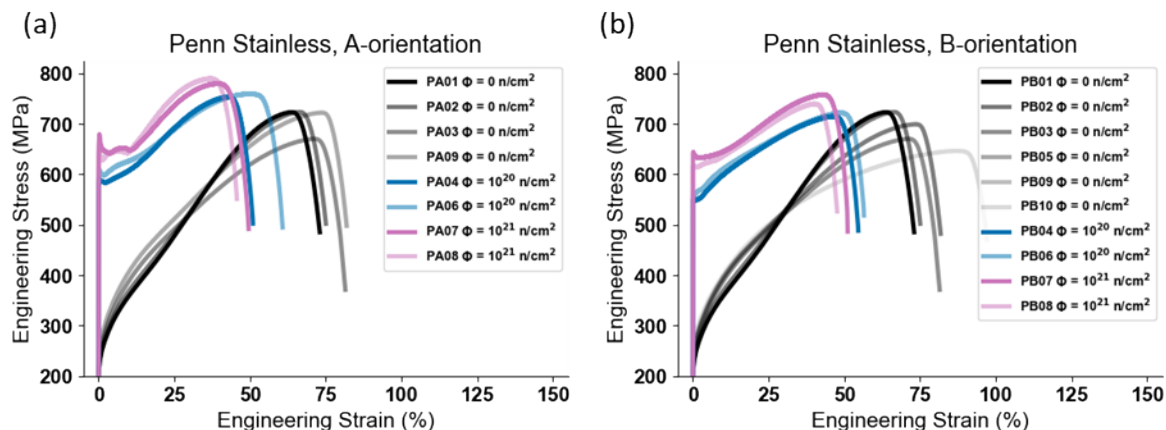 (a)
Penn Stainless, A-orientation
Engineering Stress (MPa)
800
700
600
500
400
300
200
PA01 Φ = 0 n/cm²
PA02 Φ = 0 n/cm²
PA03 Φ = 0 n/cm²
PA09 Φ = 0 n/cm²
PA04 Φ = 10²⁰ n/cm²
PA06 Φ = 10²⁰ n/cm²
PA07 Φ = 10²¹ n/cm²
PA08 Φ = 10²¹ n/cm²
0 25 50 75 100 125 150
Engineering Strain (%)
(b)
Penn Stainless, B-orientation
Engineering Stress (MPa)
800
700
600
500
400
300
200
PB01 Φ = 0 n/cm²
PB02 Φ = 0 n/cm²
PB03 Φ = 0 n/cm²
PB05 Φ = 0 n/cm²
PB09 Φ = 0 n/cm²
PB10 Φ = 0 n/cm²
PB04 Φ = 10²⁰ n/cm²
PB06 Φ = 10²⁰ n/cm²
PB07 Φ = 10²¹ n/cm²
PB08 Φ = 10²¹ n/cm²
0 25 50 75 100 125 150
Engineering Strain (%)